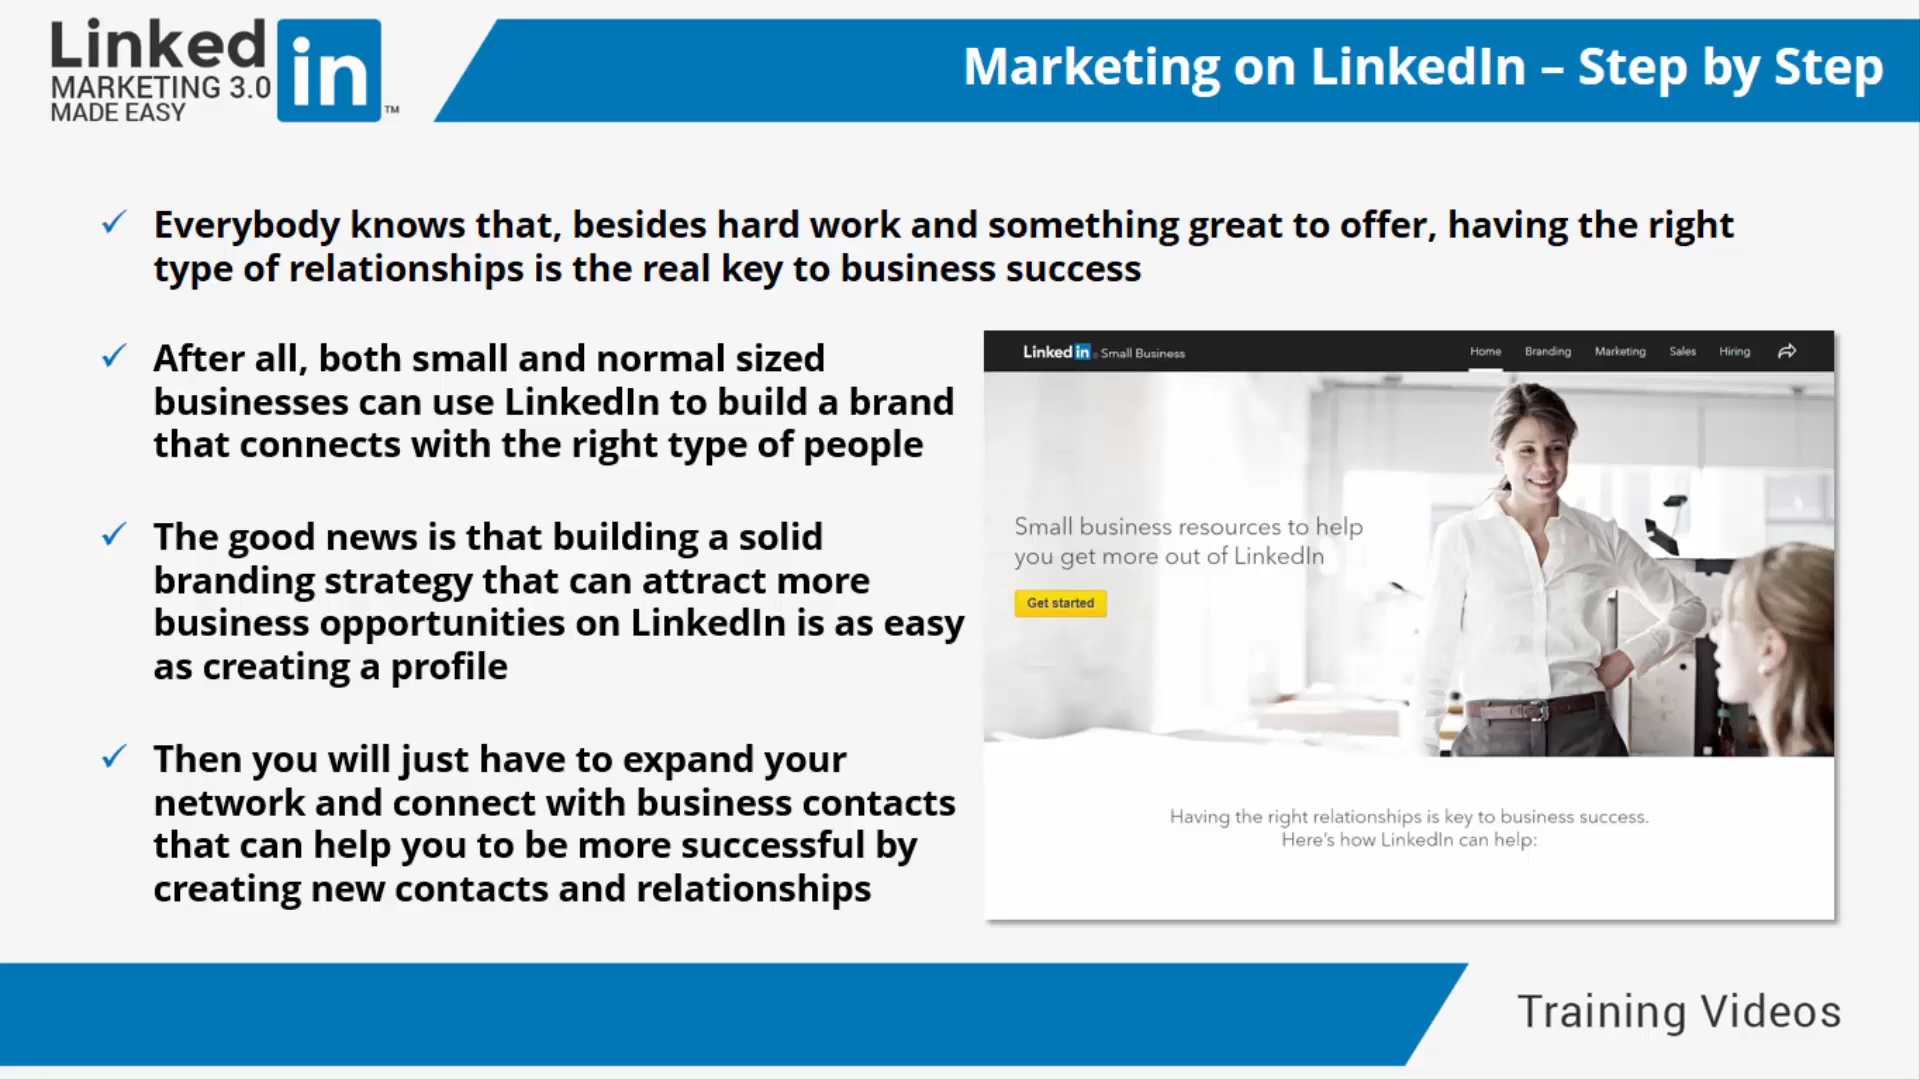 Linked in
MARKETING 3.0
MADE EASY
™
Marketing on LinkedIn – Step by Step
✓ Everybody knows that, besides hard work and something great to offer, having the right
type of relationships is the real key to business success
✓ After all, both small and normal sized
businesses can use LinkedIn to build a brand
that connects with the right type of people
✓ The good news is that building a solid
branding strategy that can attract more
business opportunities on LinkedIn is as easy
as creating a profile
✓ Then you will just have to expand your
network and connect with business contacts
that can help you to be more successful by
creating new contacts and relationships
Linked in Small Business
Home Branding Marketing Sales Hiring
Small business resources to help
you get more out of LinkedIn
Get started
Having the right relationships is key to business success.
Here's how LinkedIn can help:
Training Videos